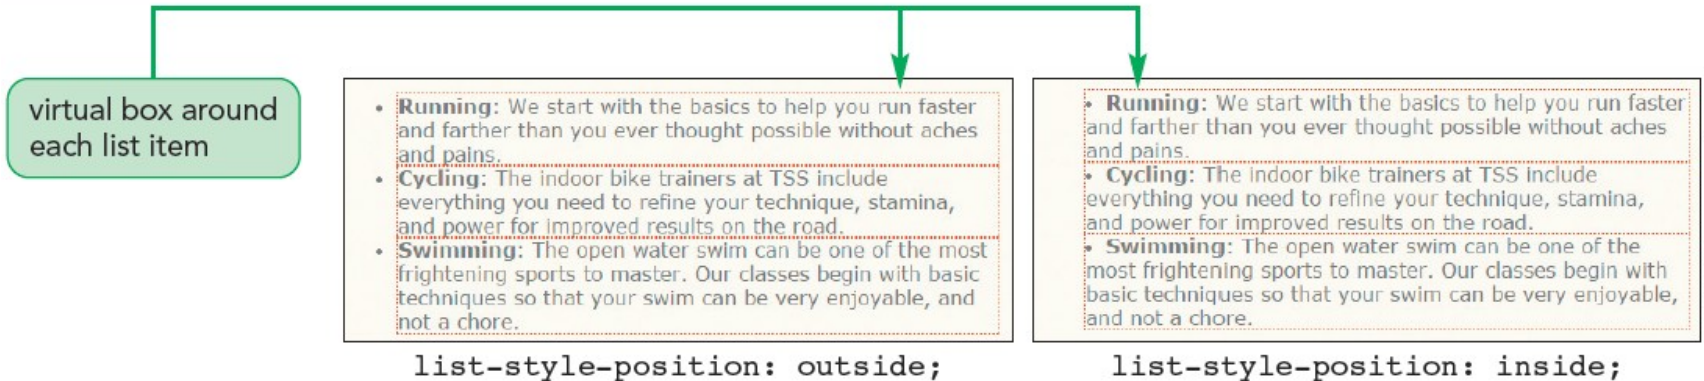 virtual box around
each list item
• Running: We start with the basics to help you run faster
and farther than you ever thought possible without aches
and pains.
• Cycling: The indoor bike trainers at TSS include
everything you need to refine your technique, stamina,
and power for improved results on the road.
• Swimming: The open water swim can be one of the most
frightening sports to master. Our classes begin with basic
techniques so that your swim can be very enjoyable, and
not a chore.
list-style-position: outside;
• Running: We start with the basics to help you run faster
and farther than you ever thought possible without aches
and pains.
• Cycling: The indoor bike trainers at TSS include
everything you need to refine your technique, stamina,
and power for improved results on the road.
• Swimming: The open water swim can be one of the
most frightening sports to master. Our classes begin with
basic techniques so that your swim can be very enjoyable,
and not a chore.
list-style-position: inside;